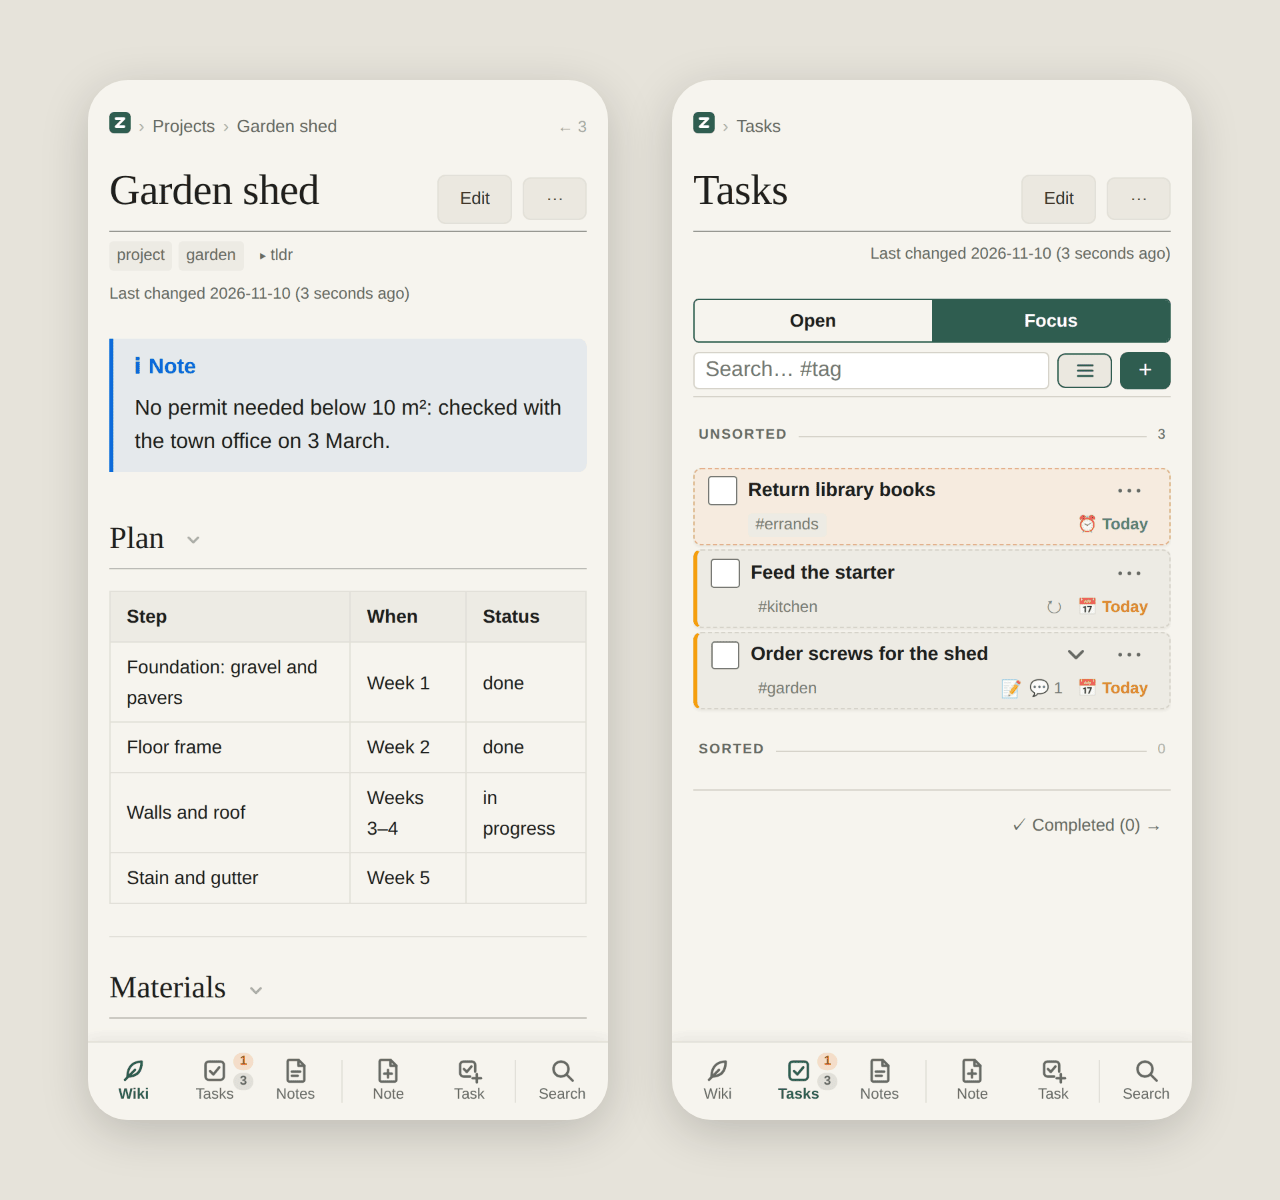 Z › Projects › Garden shed ← 3
Garden shed
Edit ...
project garden ▸ tldr
Last changed 2026-11-10 (3 seconds ago)
i Note
No permit needed below 10 m²: checked with
the town office on 3 March.
Plan
Step When Status
Foundation: gravel and
pavers
Week 1 done
Floor frame Week 2 done
Walls and roof
Weeks
3–4
in
progress
Stain and gutter Week 5
Materials
Wiki Tasks 1 3 Notes Note Task Search
Z › Tasks
Tasks
Edit ...
Last changed 2026-11-10 (3 seconds ago)
Open Focus
Search… #tag +
UNSORTED 3
Return library books
#errands ⏰ Today
Feed the starter
#kitchen 📅 Today
Order screws for the shed
#garden 📝 💬 1 📅 Today
SORTED 0
✓ Completed (0) →
Wiki Tasks 1 3 Notes Note Task Search